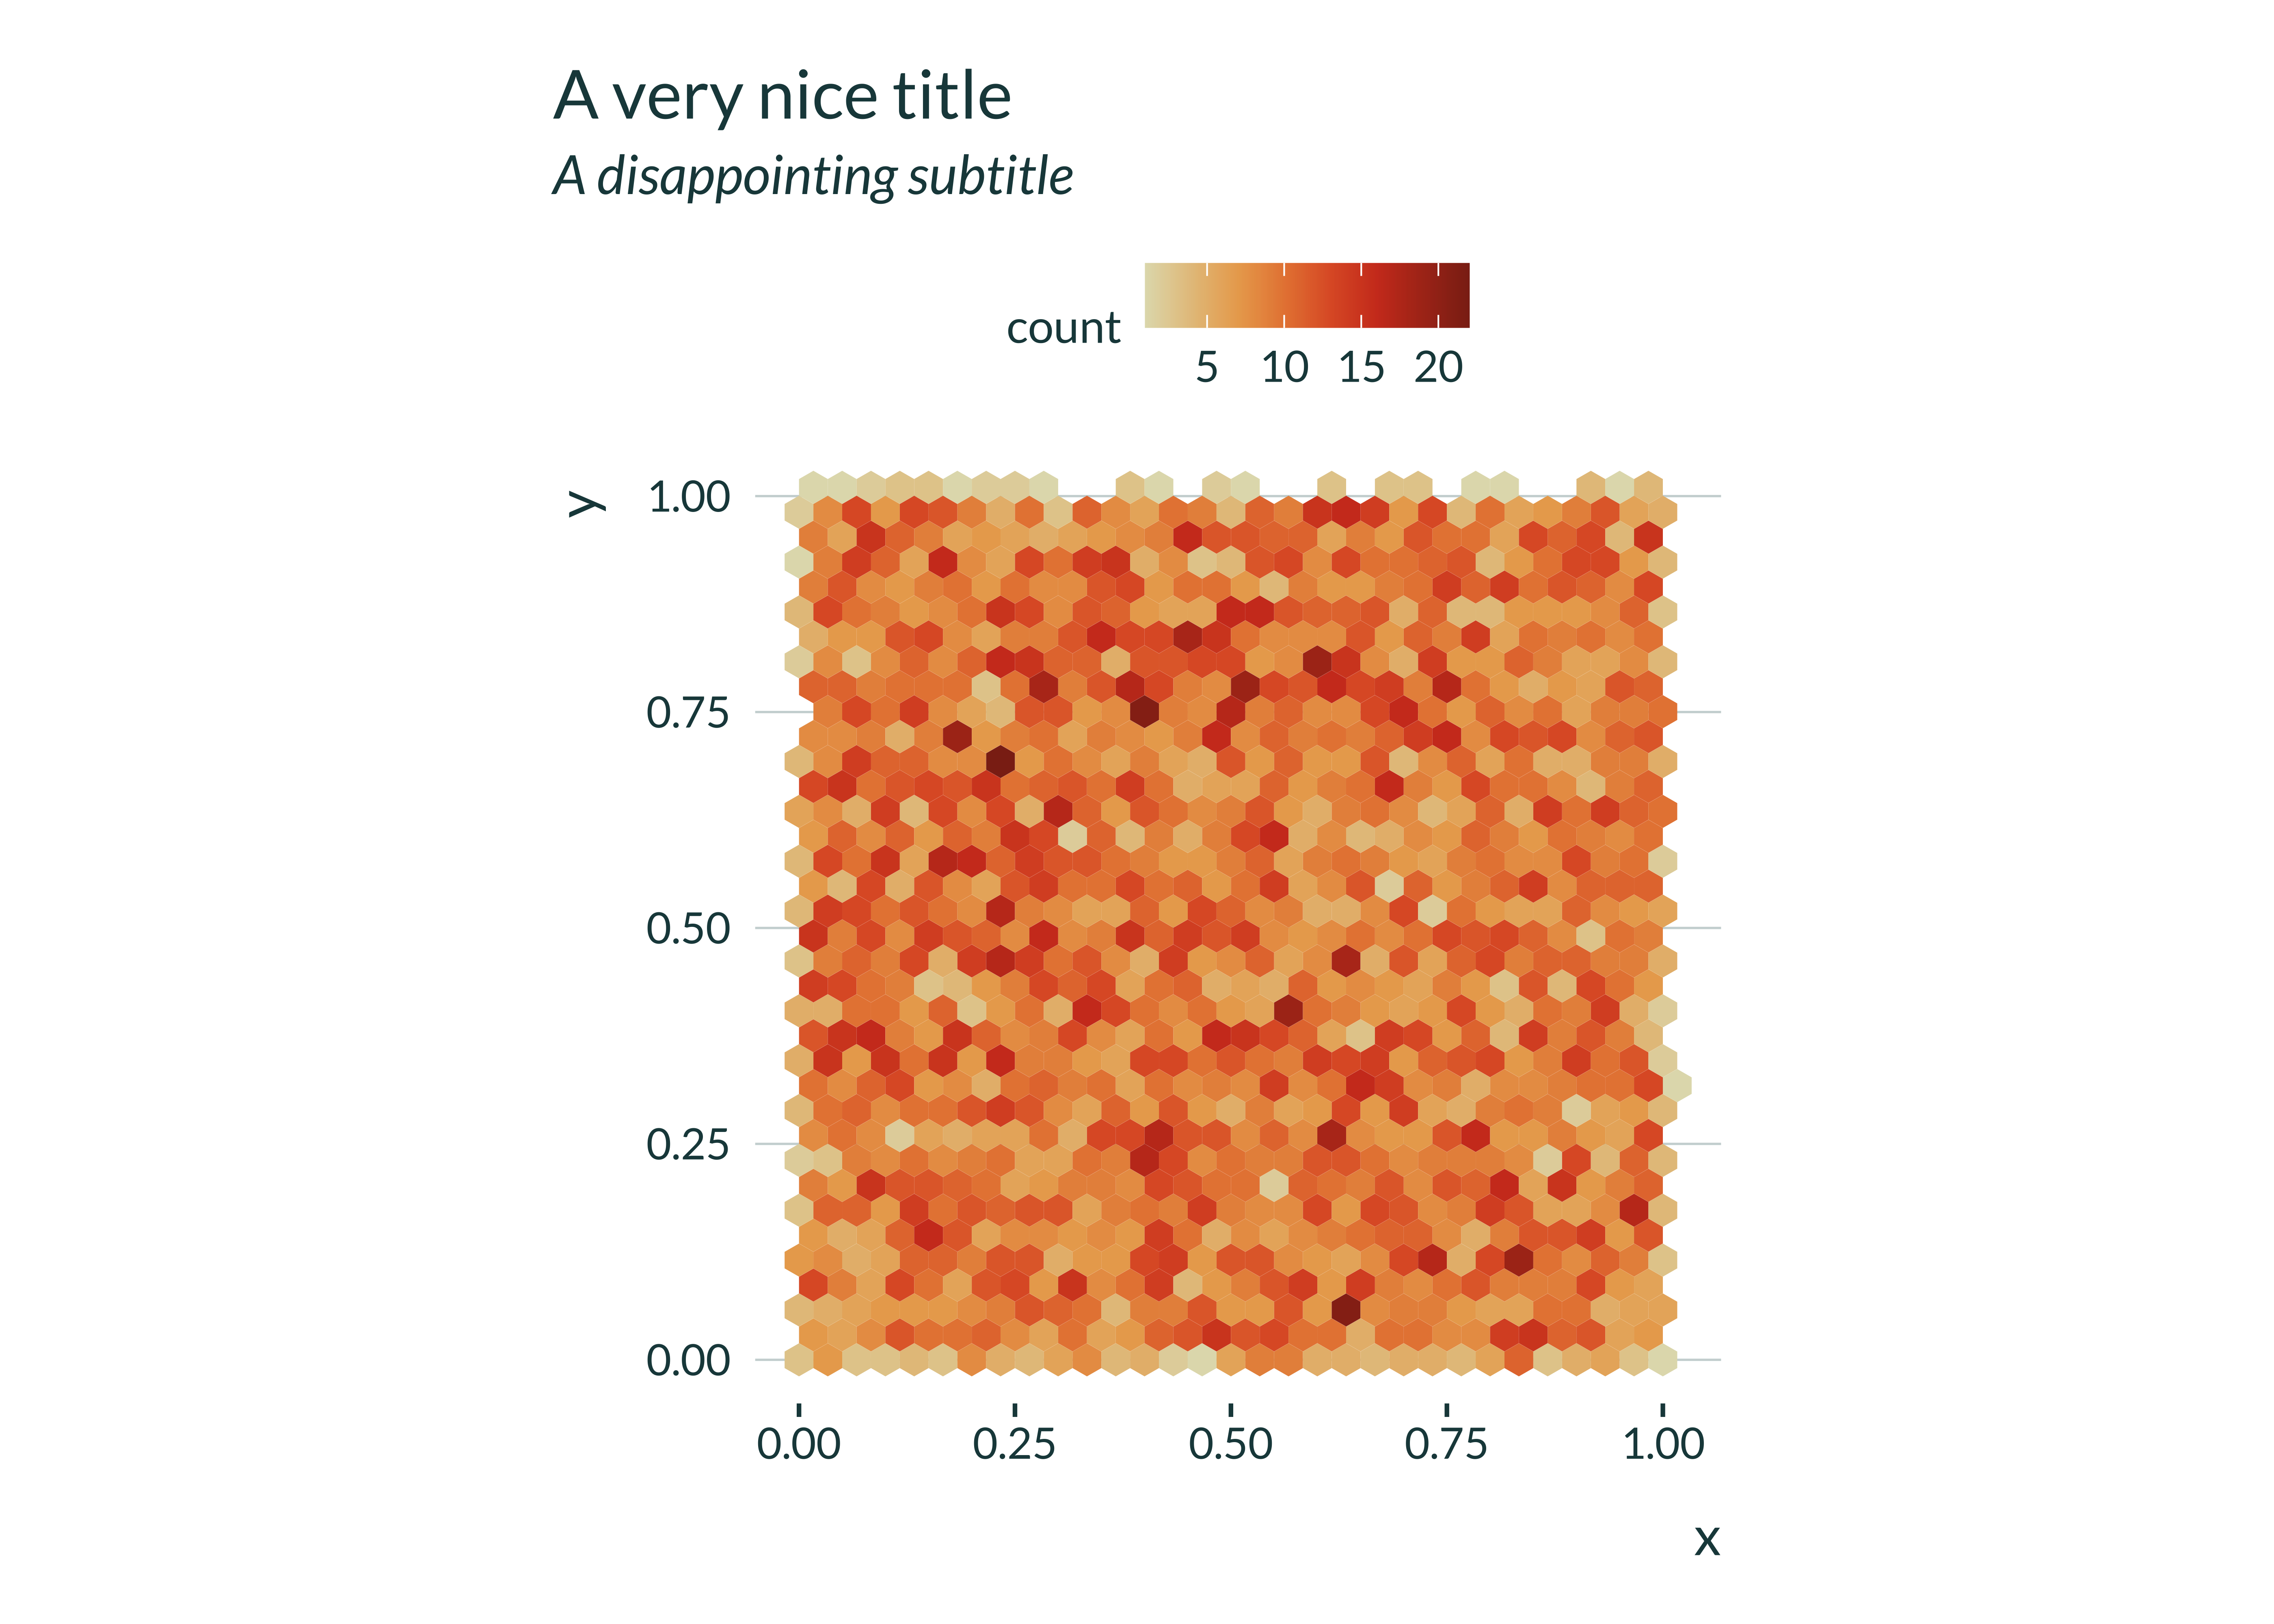 A very nice title
A disappointing subtitle
count
5 10 15 20
y
1.00
0.75
0.50
0.25
0.00
0.00 0.25 0.50 0.75 1.00
x